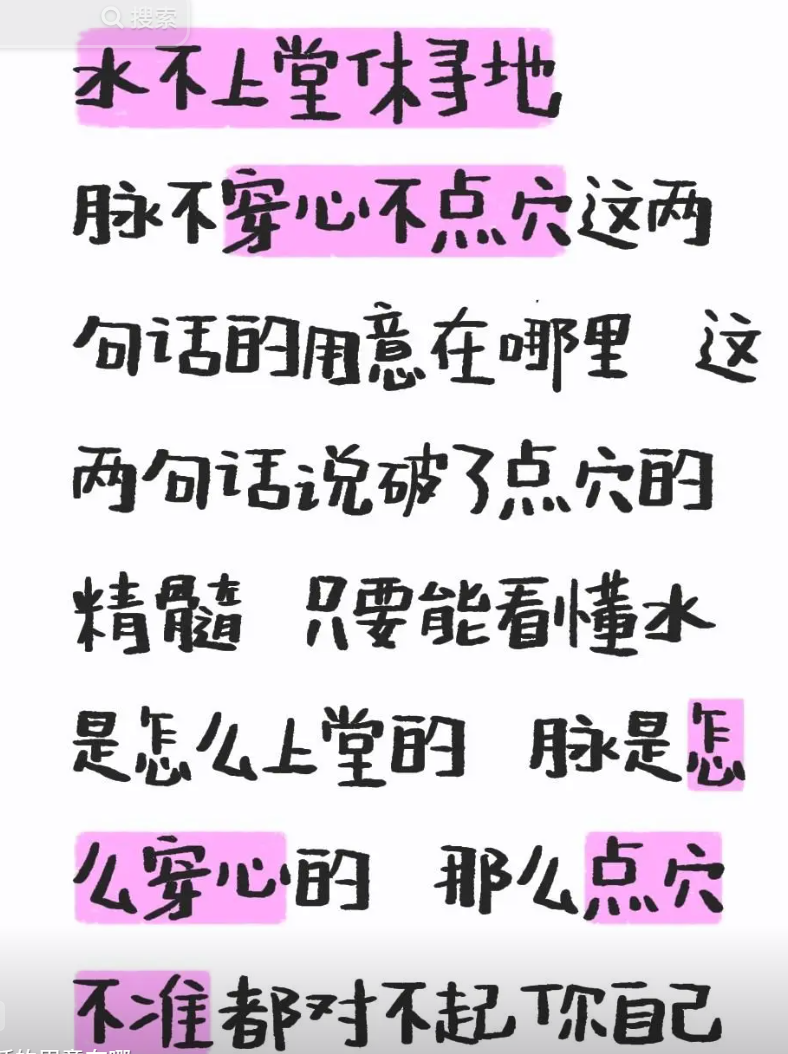 搜索
水不上堂休寻地
脉不穿心不点穴这两
句话的用意在哪里 这
两句话说破了点穴的
精髓 只要能看懂水
是怎么上堂的 脉是怎
么穿心的 那么点穴
不准都对不起你自己